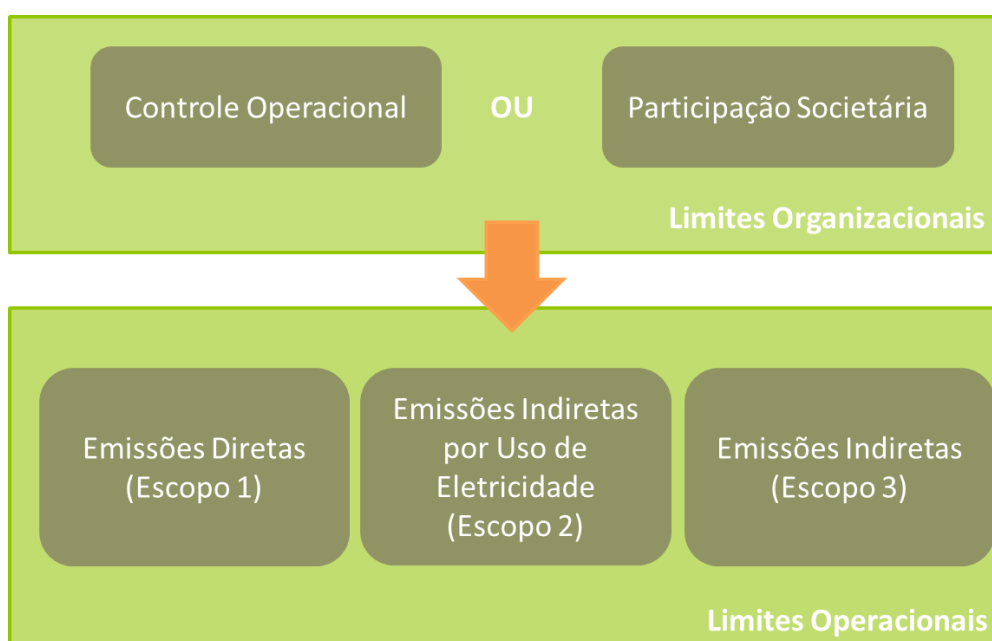 Controle Operacional
OU
Participação Societária
Limites Organizacionais
Emissões Diretas
(Escopo 1)
Emissões Indiretas
por Uso de
Eletricidade
(Escopo 2)
Emissões Indiretas
(Escopo 3)
Limites Operacionais